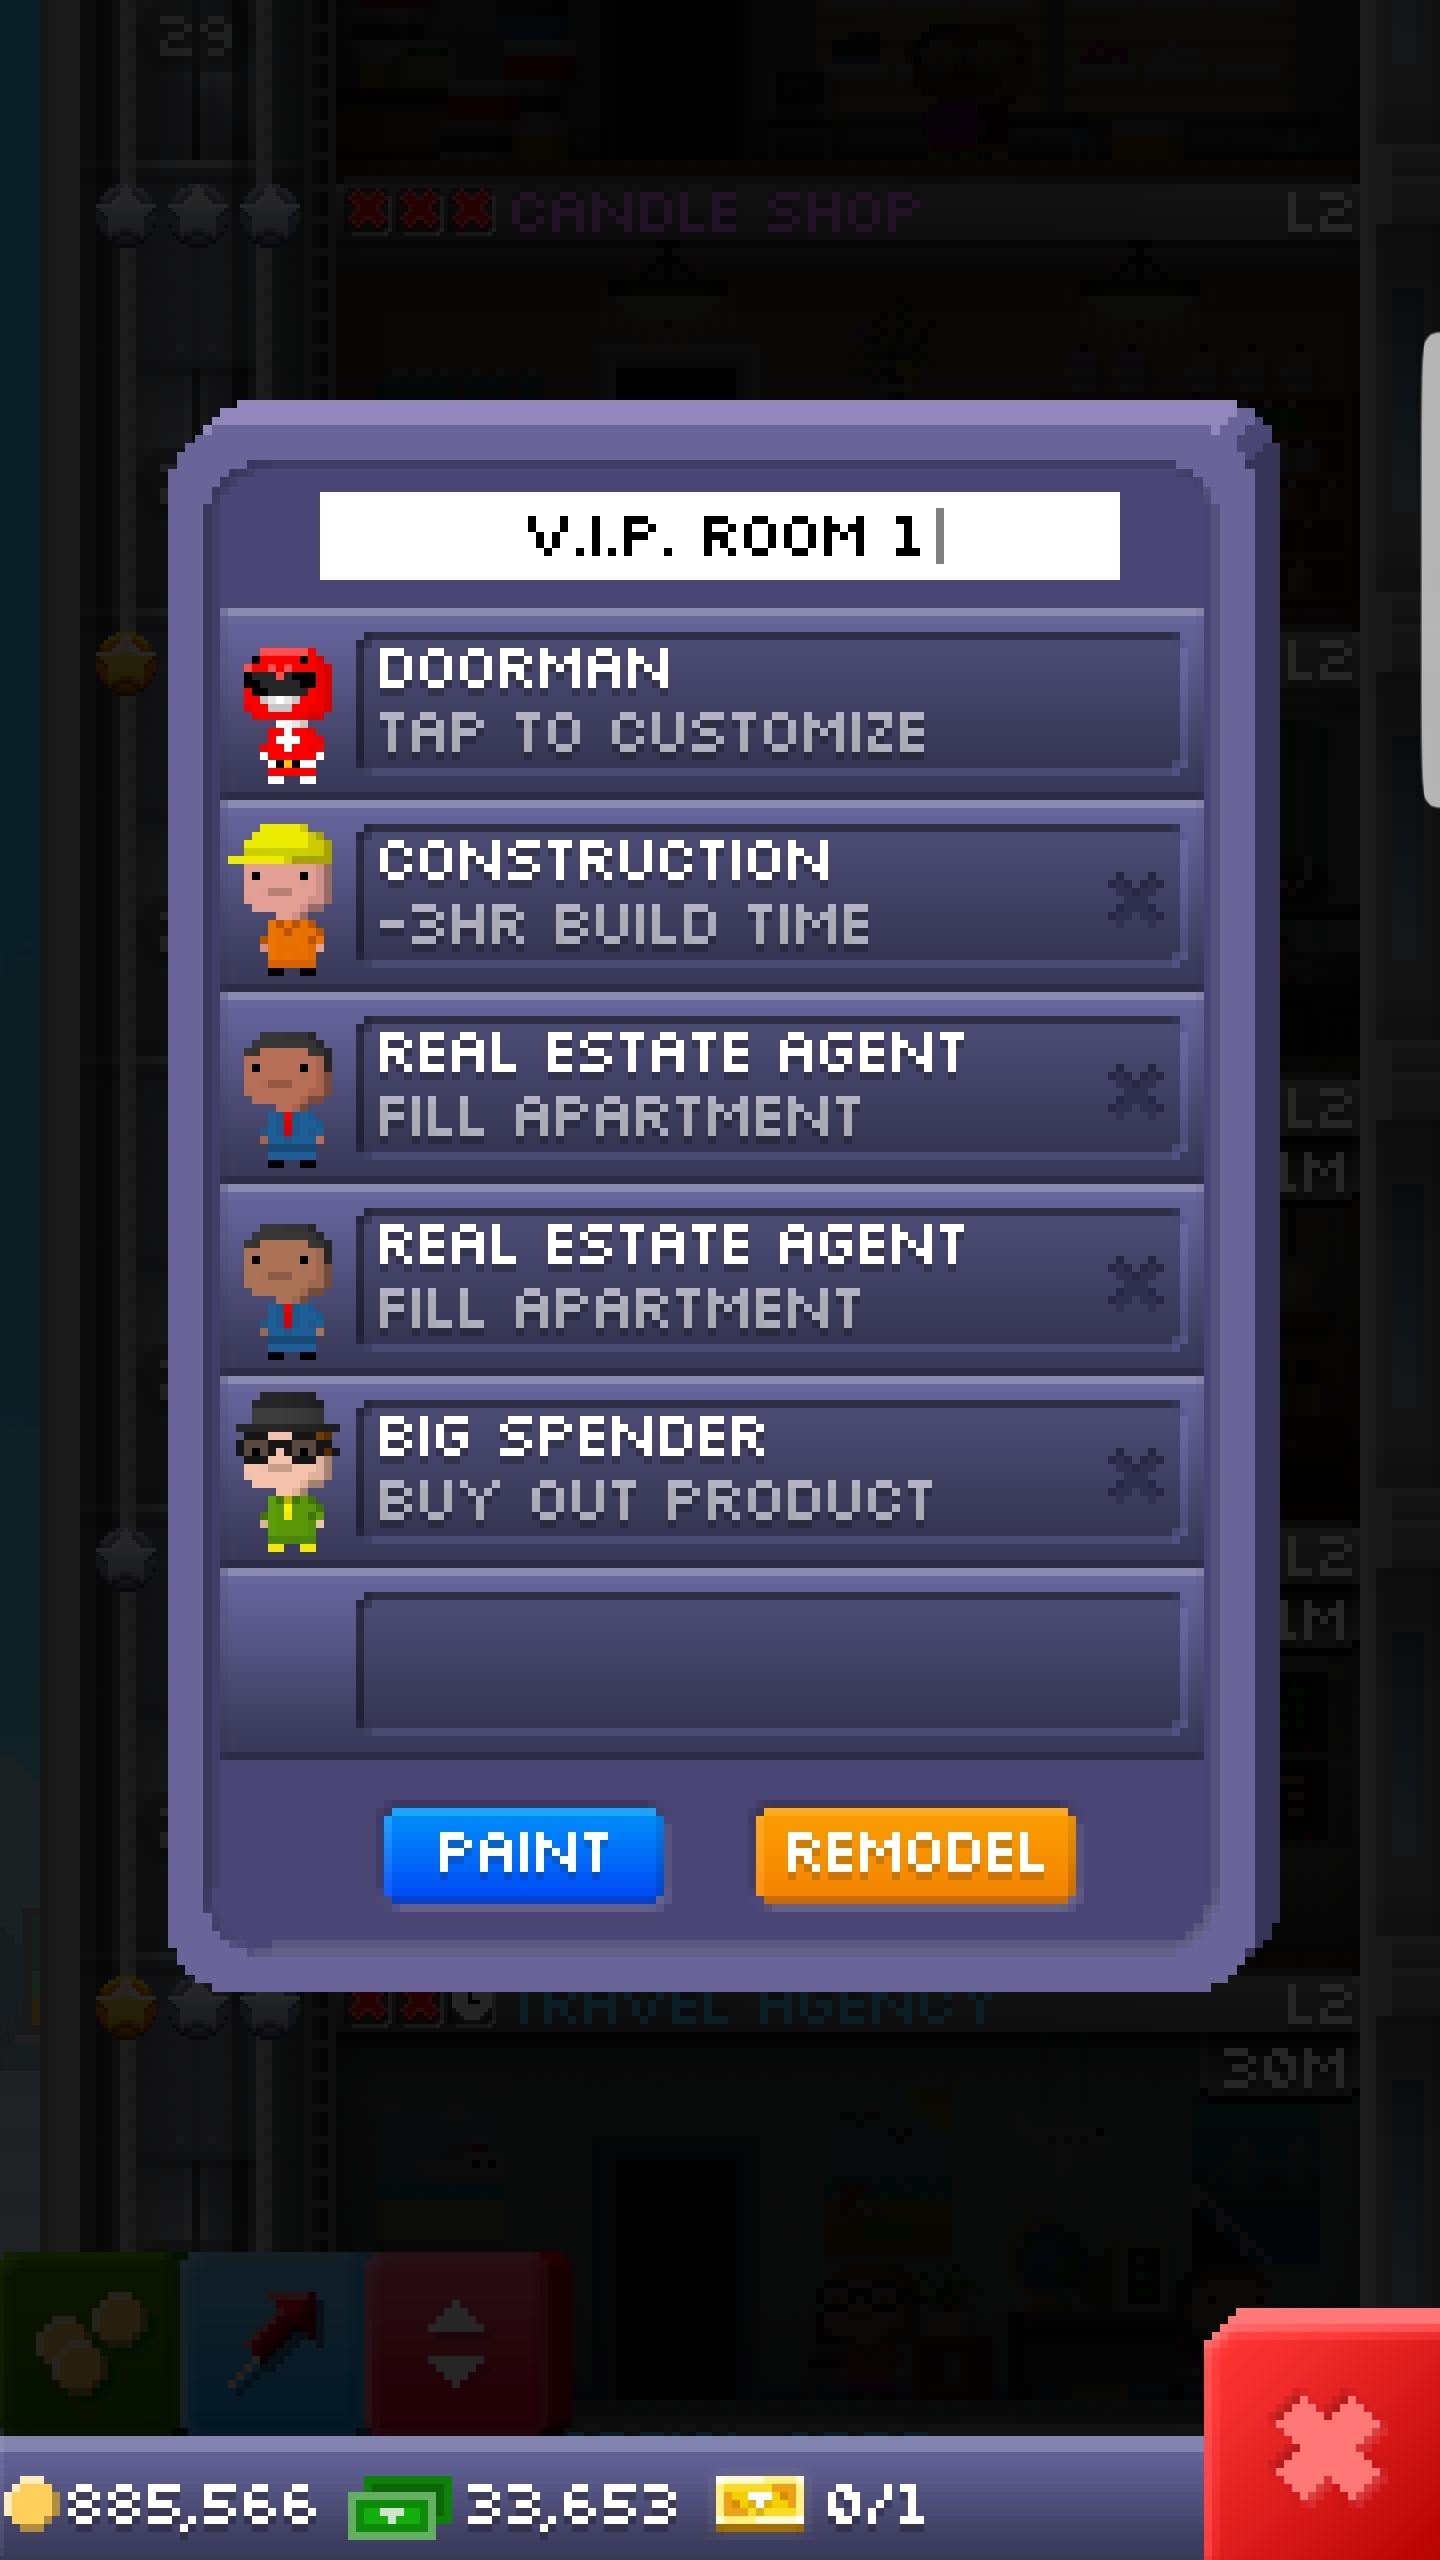 29
CANDLE SHOP L2
V.I.P. ROOM 1
L2
DOORMAN
TAP TO CUSTOMIZE
CONSTRUCTION
-3HR BUILD TIME
REAL ESTATE AGENT
FILL APARTMENT
L2
1M
REAL ESTATE AGENT
FILL APARTMENT
BIG SPENDER
BUY OUT PRODUCT
L2
1M
PAINT REMODEL
TRAVEL AGENCY L2
30M
885,566 33,653 0/1